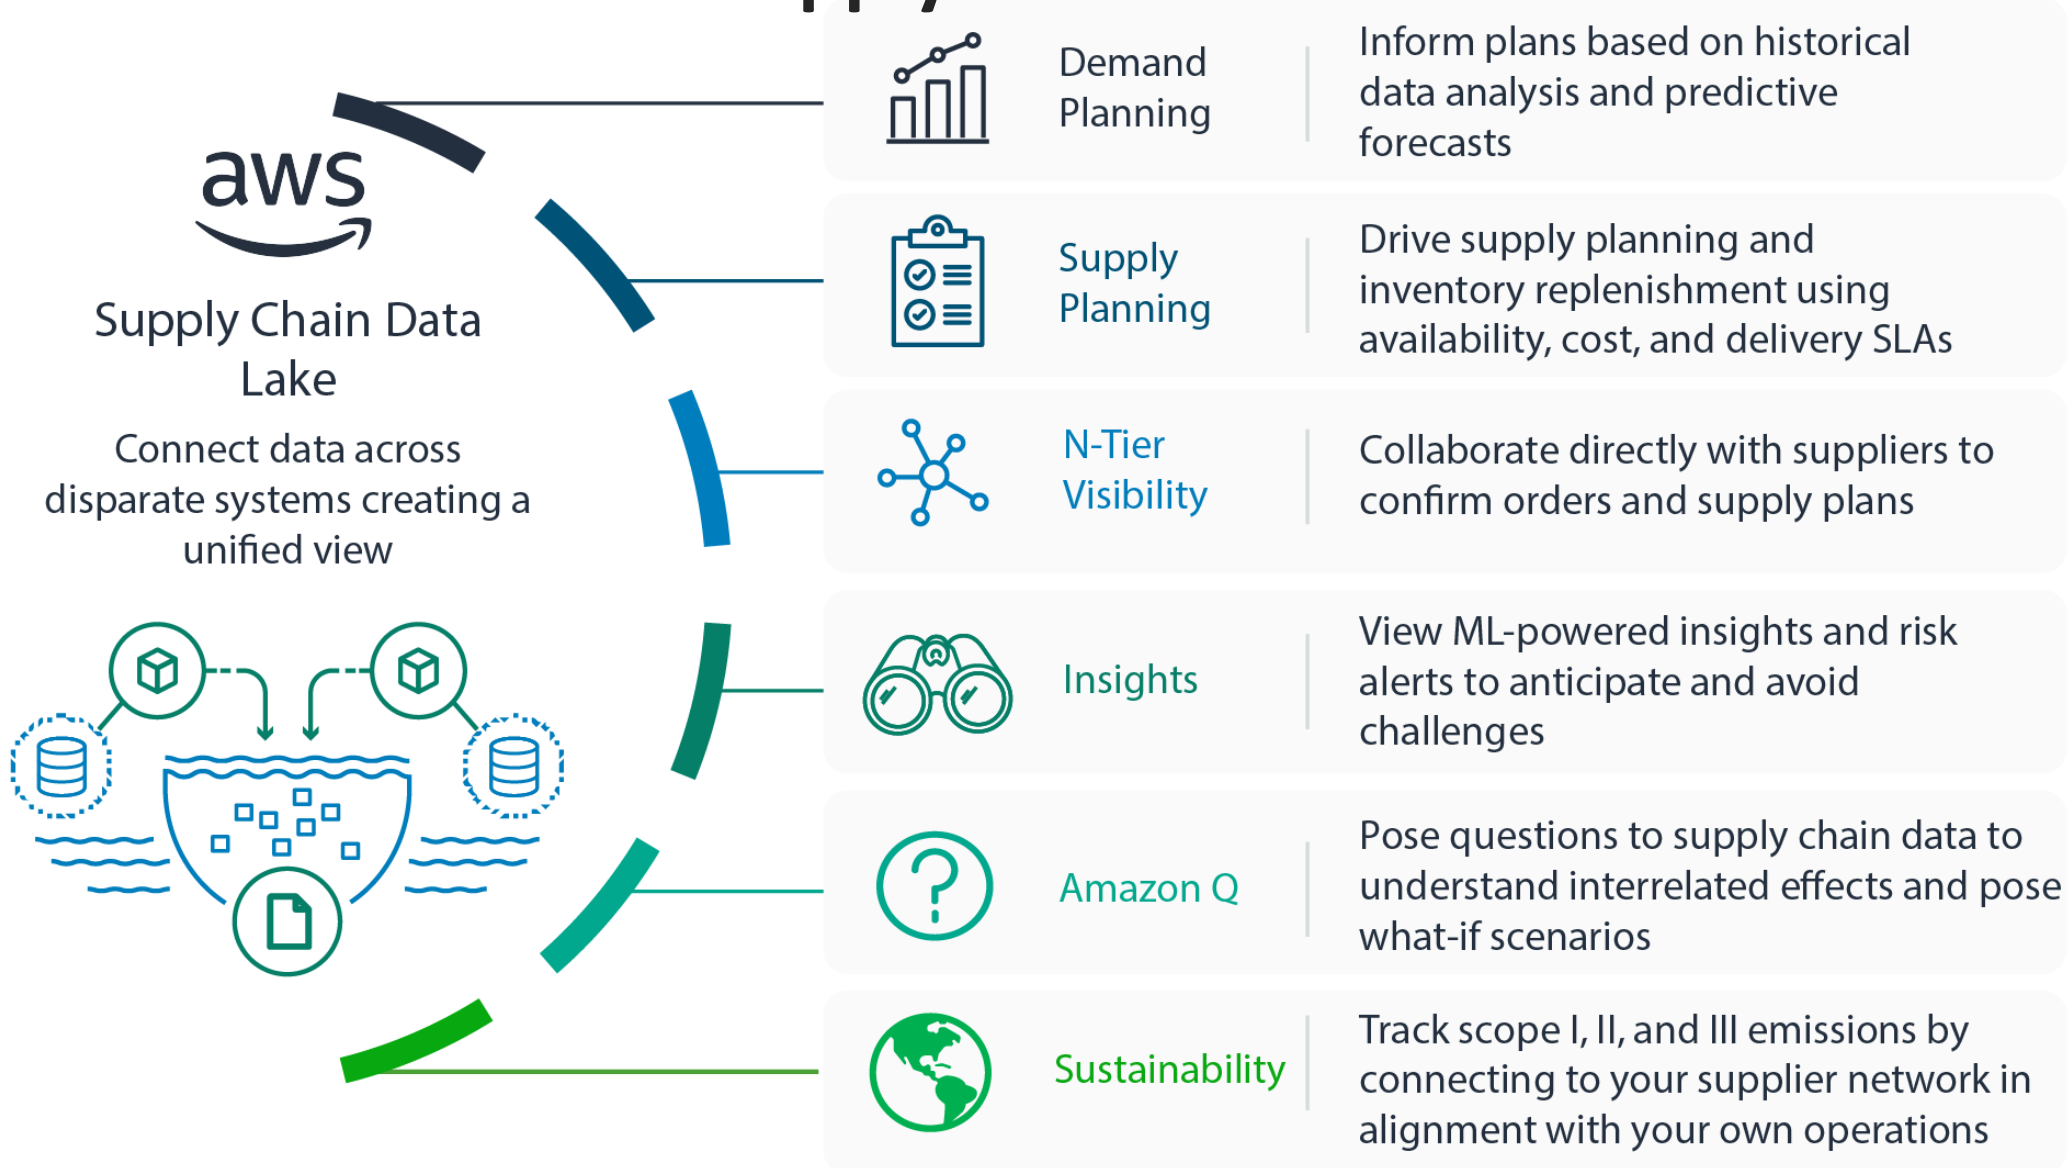 aws
Supply Chain Data
Lake
Connect data across
disparate systems creating a
unified view
Demand
Planning
Inform plans based on historical
data analysis and predictive
forecasts
Supply
Planning
Drive supply planning and
inventory replenishment using
availability, cost, and delivery SLAs
N-Tier
Visibility
Collaborate directly with suppliers to
confirm orders and supply plans
Insights
View ML-powered insights and risk
alerts to anticipate and avoid
challenges
Amazon Q
Pose questions to supply chain data to
understand interrelated effects and pose
what-if scenarios
Sustainability
Track scope I, II, and III emissions by
connecting to your supplier network in
alignment with your own operations